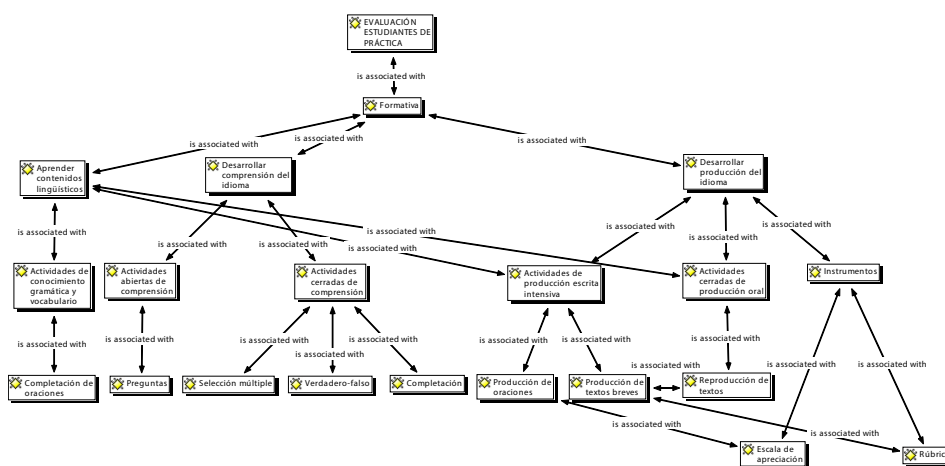 EVALUACIÓN
ESTUDIANTES DE
PRÁCTICA
is associated with
Formativa
is associated with
is associated with
is associated with
Aprender
contenidos
lingüísticos
Desarrollar
comprensión del
idioma
Desarrollar
producción del
idioma
is associated with
is associated with
is associated with
is associated with
is associated with
is associated with
is associated with
is associated with
Actividades de
conocimiento
gramática y
vocabulario
Actividades
abiertas de
comprensión
Actividades
cerradas de
comprensión
Actividades de
producción escrita
intensiva
Actividades
cerradas de
producción oral
Instrumentos
is associated with
is associated with
is associated with
is associated with
is associated with
is associated with
is associated with
is associated with
is associated with
is associated with
is associated with
Completación de
oraciones
Preguntas
Selección múltiple
Verdadero-falso
Completación
Producción de
oraciones
Producción de
textos breves
Reproducción de
textos
is associated with
is associated with
Escala de
apreciación
Rúbric